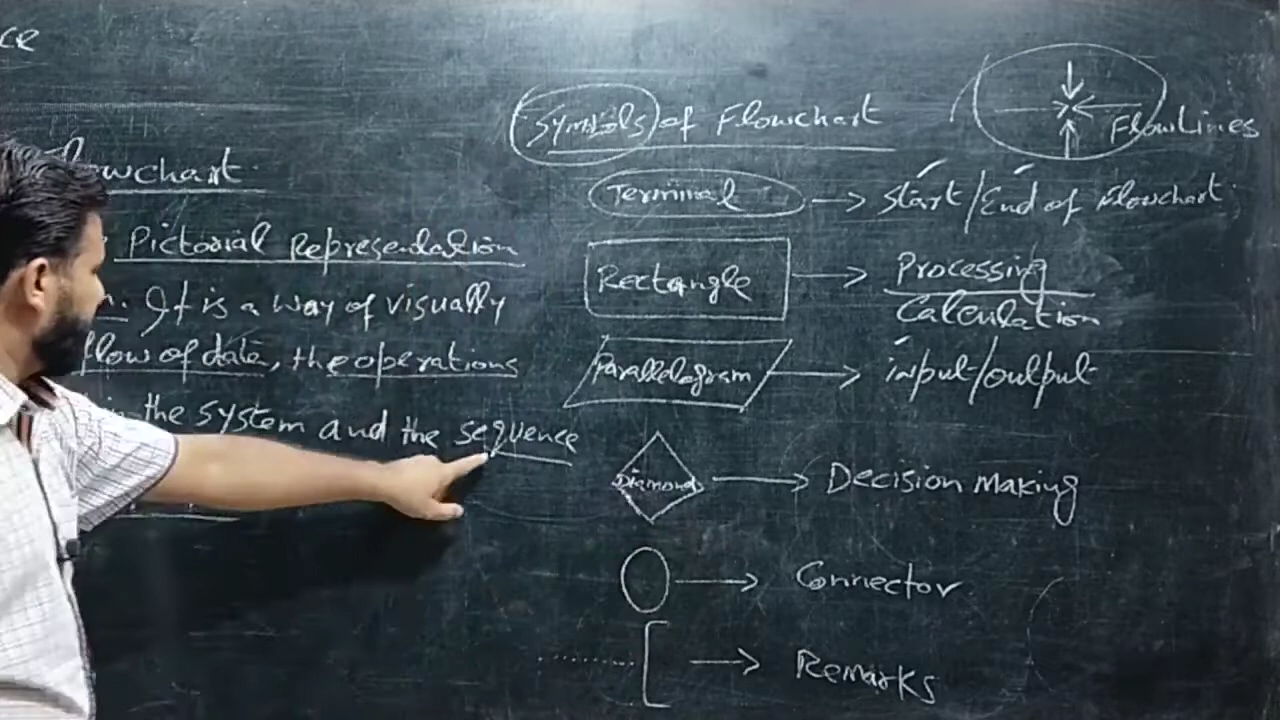 ce
Flowchart
Pictorial Representation
It is a way of visually
flow of data, the operations
in the system and the sequence
Symbols of Flowchart
Flowlines
Terminal → Start/End of Flowchart
Rectangle → Processing
Calculation
Parallelogram → input/output
Diamond → Decision making
→ Connector
→ Remarks